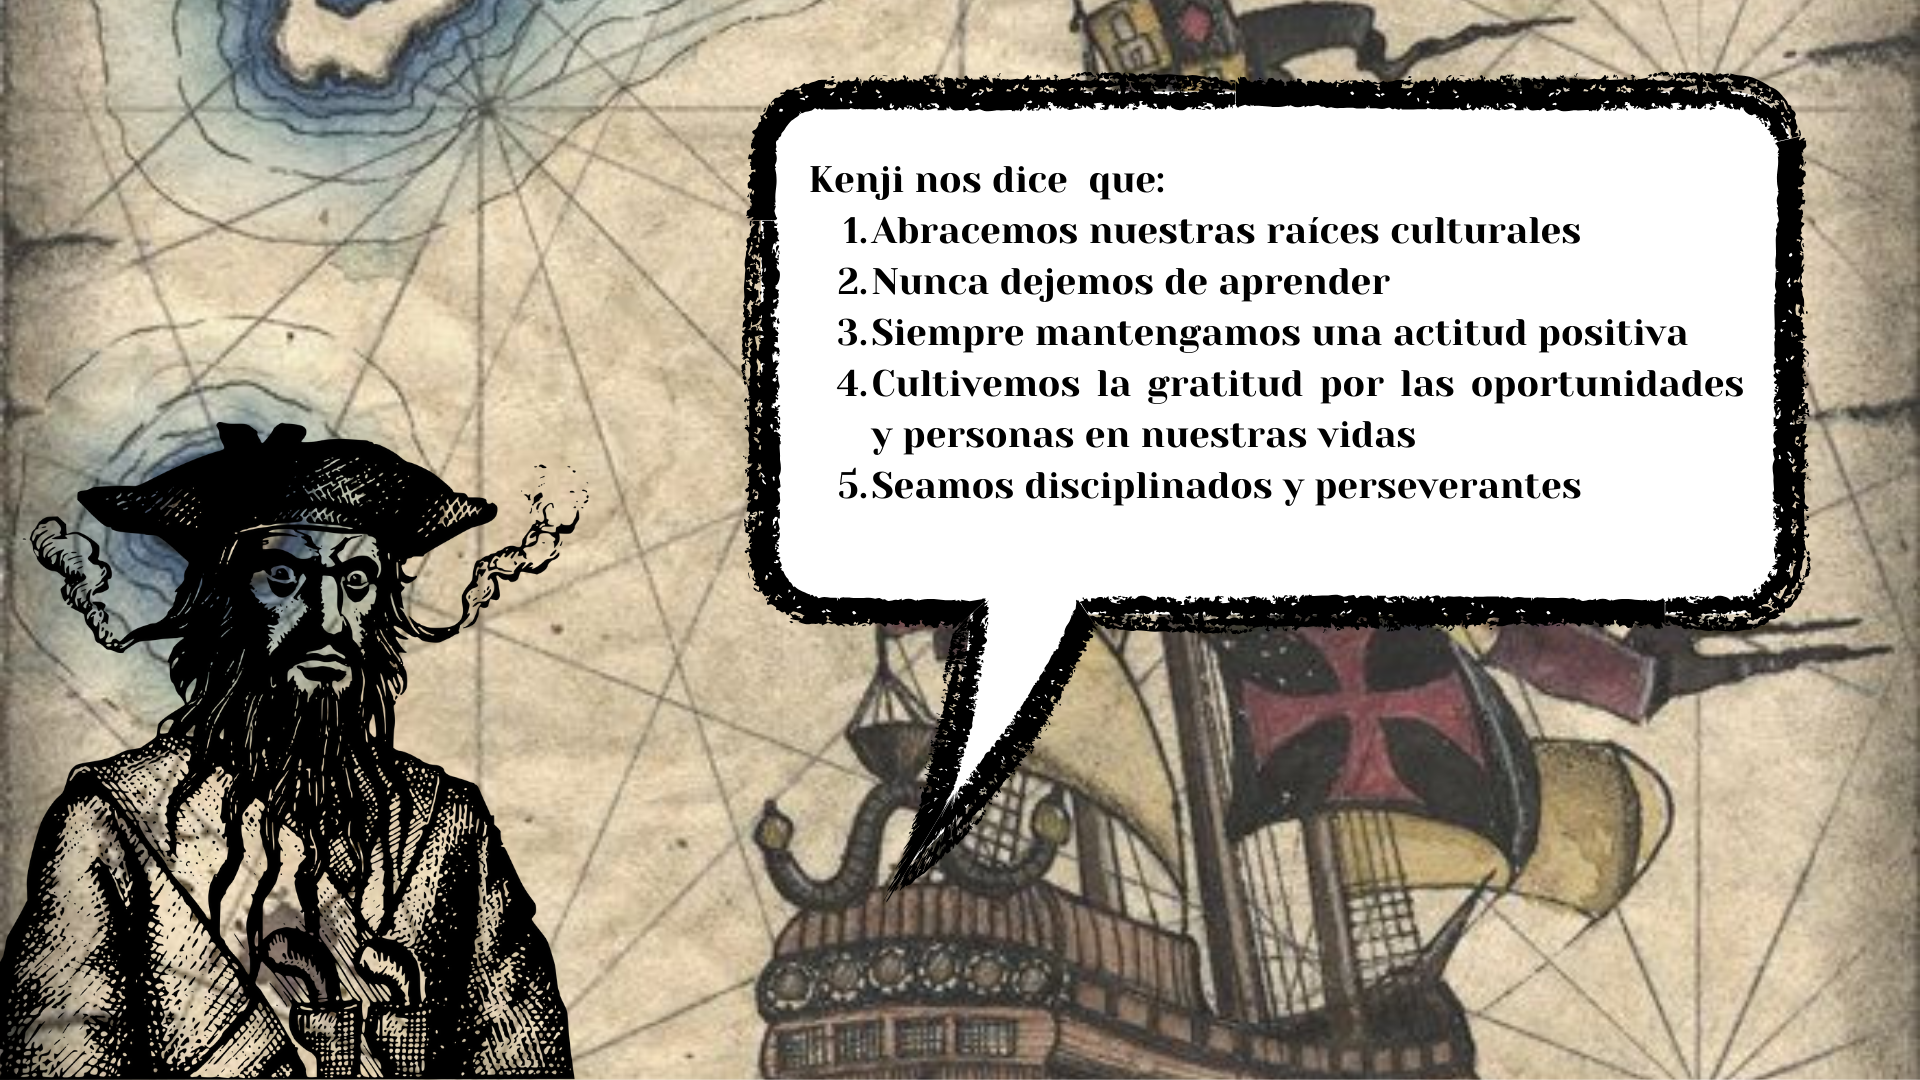 Kenji nos dice que:
1. Abracemos nuestras raíces culturales
2. Nunca dejemos de aprender
3. Siempre mantengamos una actitud positiva
4. Cultivemos la gratitud por las oportunidades
y personas en nuestras vidas
5. Seamos disciplinados y perseverantes